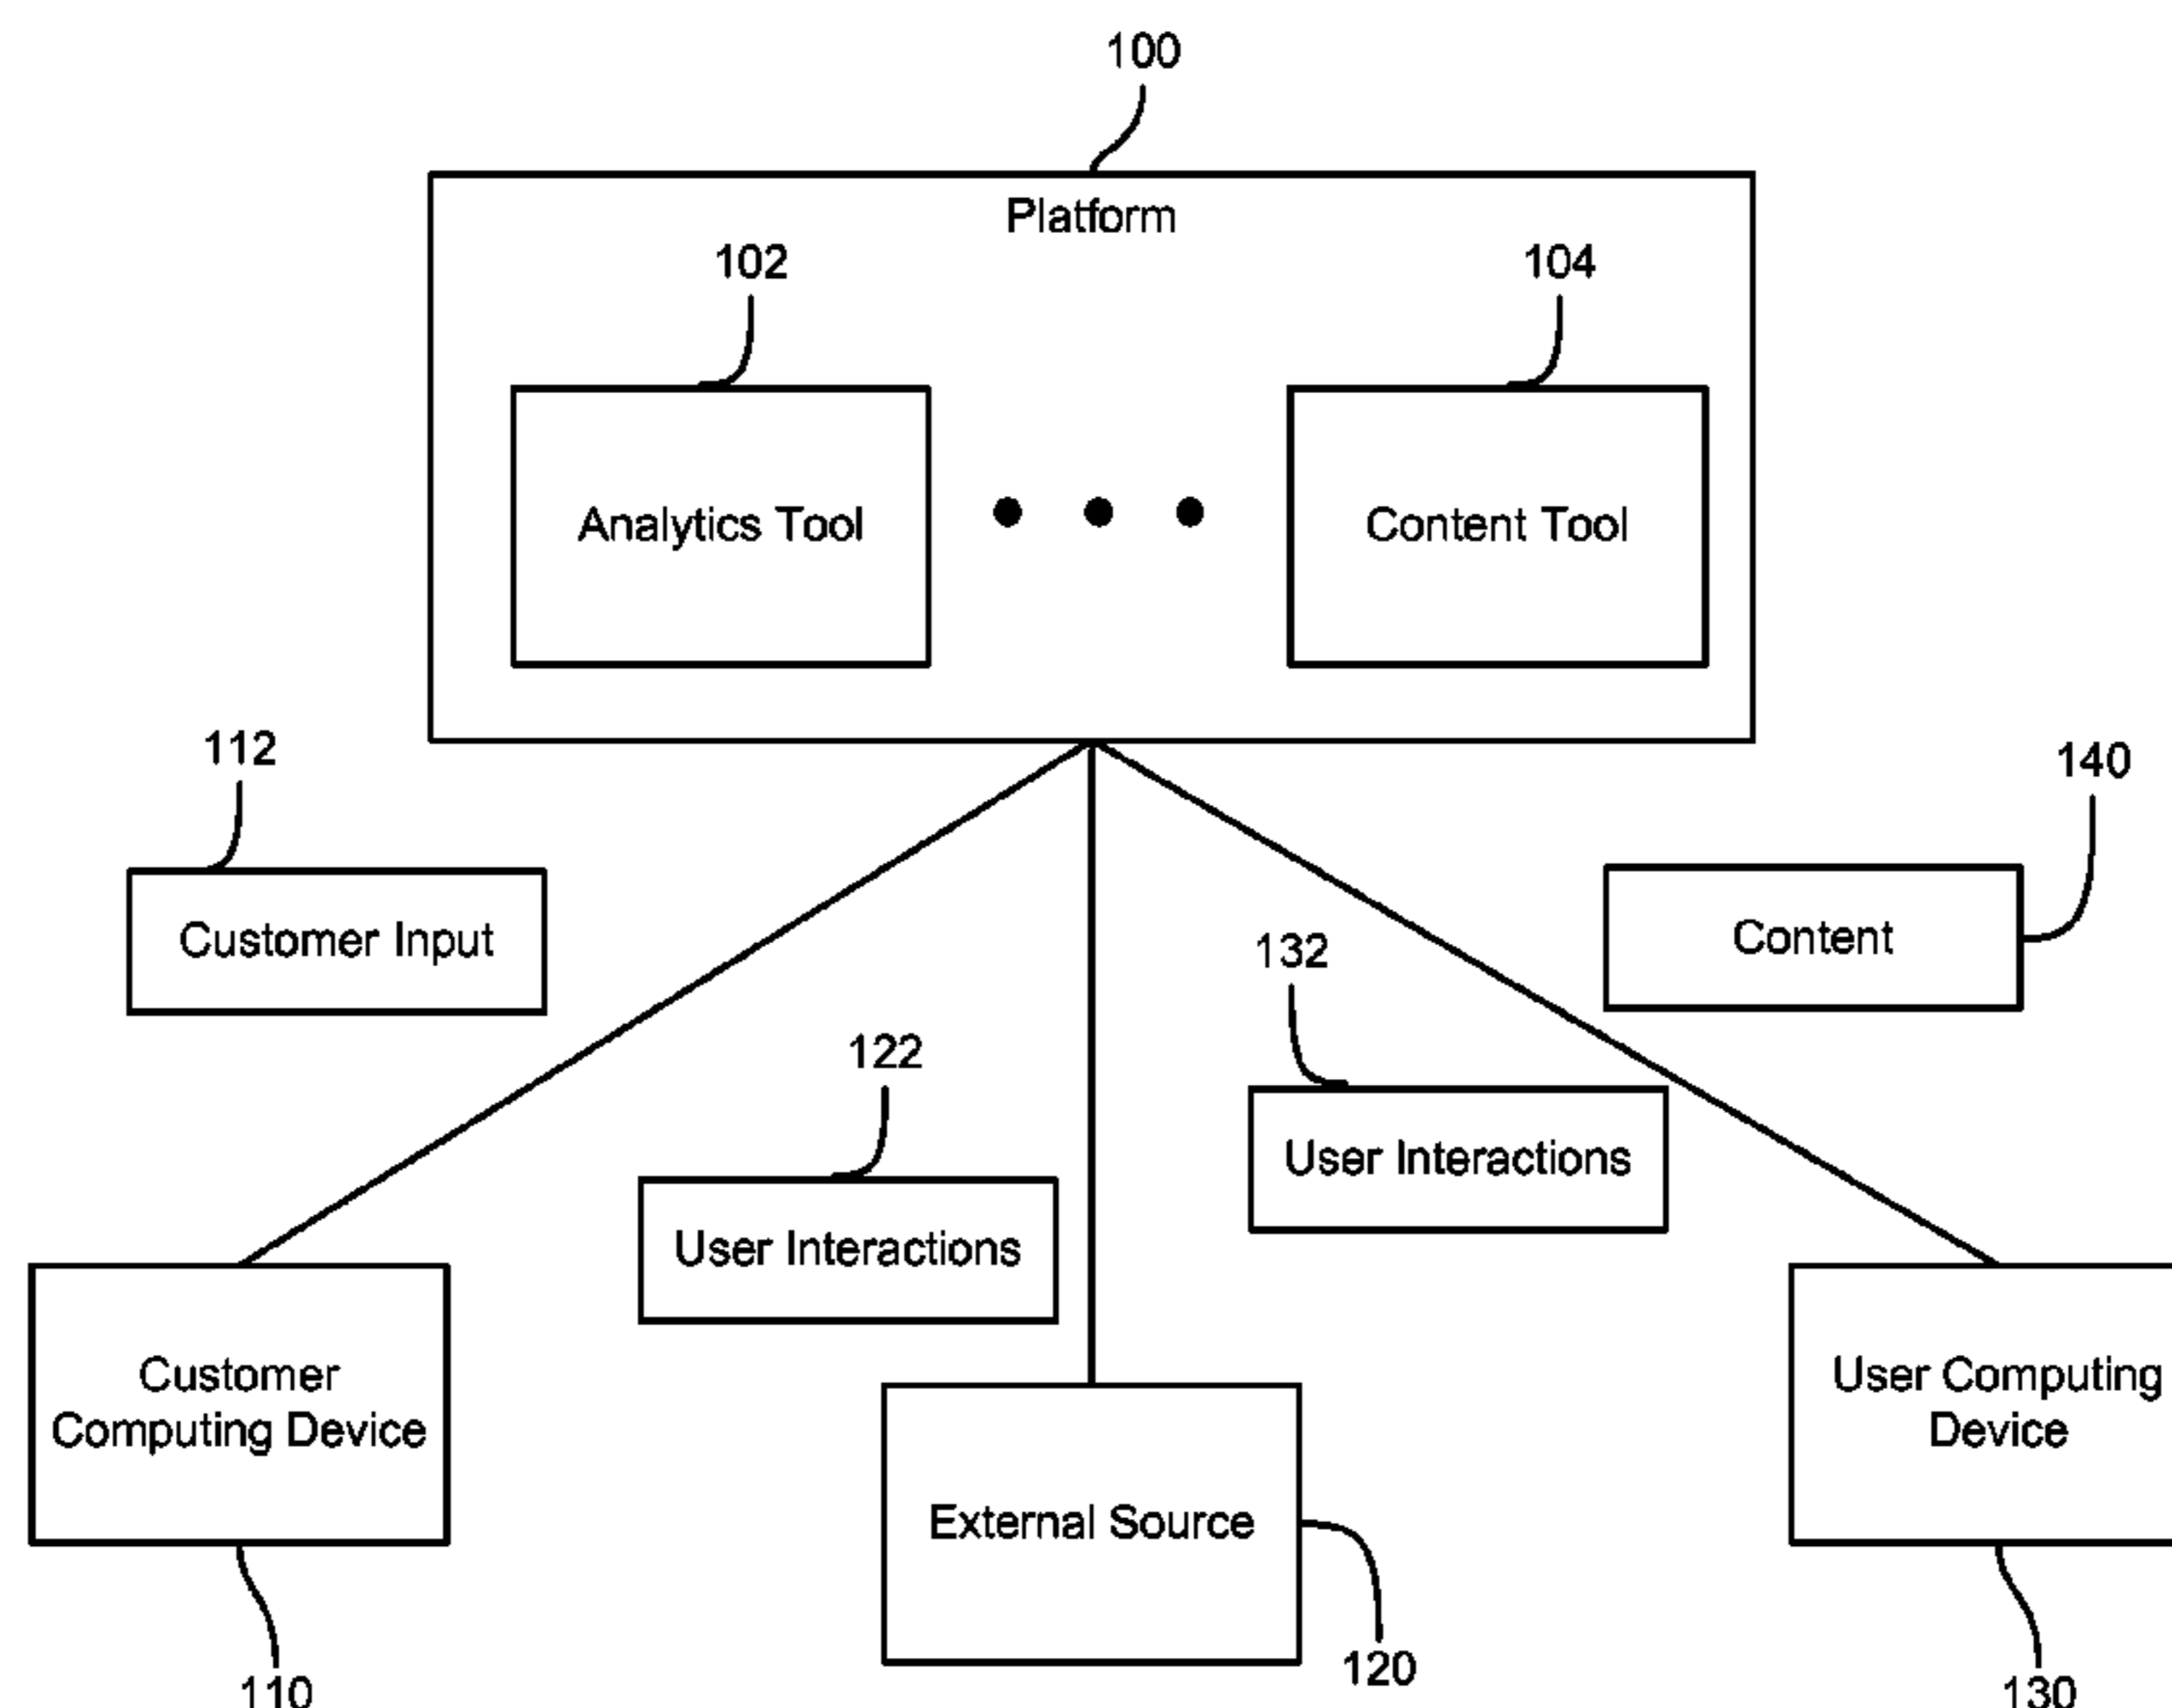 100
Platform
102
104
Analytics Tool
Content Tool
112
140
Customer Input
Content
132
122
User Interactions
User Interactions
Customer
Computing Device
User Computing
Device
External Source
120
110
130